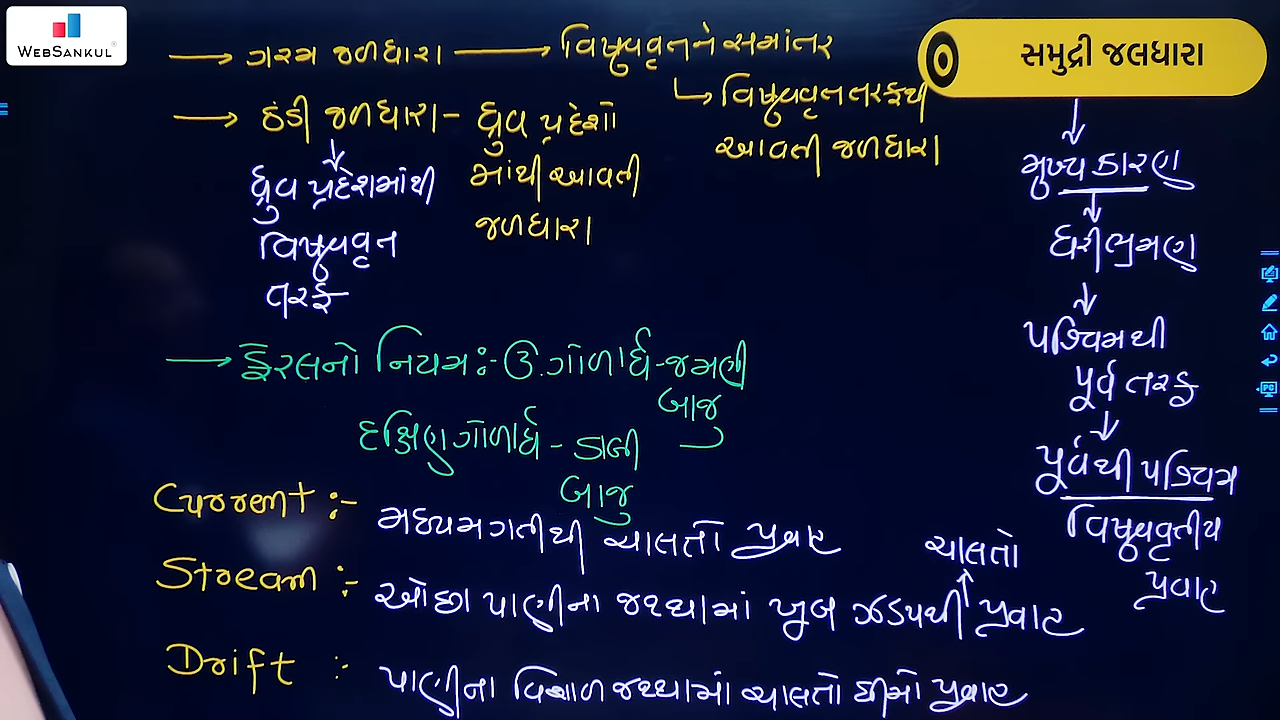 WEBSANKUL
સમુદ્રી જલધારા
ગરમ જળધારા → વિષુવવૃતને સમાંતર
↳ વિષુવવૃત તરફથી
આવતી જળધારા
ઠંડી જળધારા - ધ્રુવ પ્રદેશો
માંથી આવતી
જળધારા
ધ્રુવ પ્રદેશમાંથી
વિષુવવૃત
તરફ
ફેરલનો નિયમ :- ઉ.ગોળાર્ધ - જમણી
બાજુ
દક્ષિણ ગોળાર્ધ - ડાબી
બાજુ
Current :- મધ્યમગતીથી ચાલતો પ્રવાહ
Stream :- ઓછા પાણીના જથ્થામાં ખૂબ ઝડપથી પ્રવાહ
ચાલતો
Drift :- પાણીના વિશાળ જથ્થામાં ચાલતો ધીમો પ્રવાહ
મુખ્ય કારણ
ધરીભ્રમણ
પશ્ચિમથી
પૂર્વ તરફ
પૂર્વથી પશ્ચિમ
વિષુવવૃતીય
પ્રવાહ